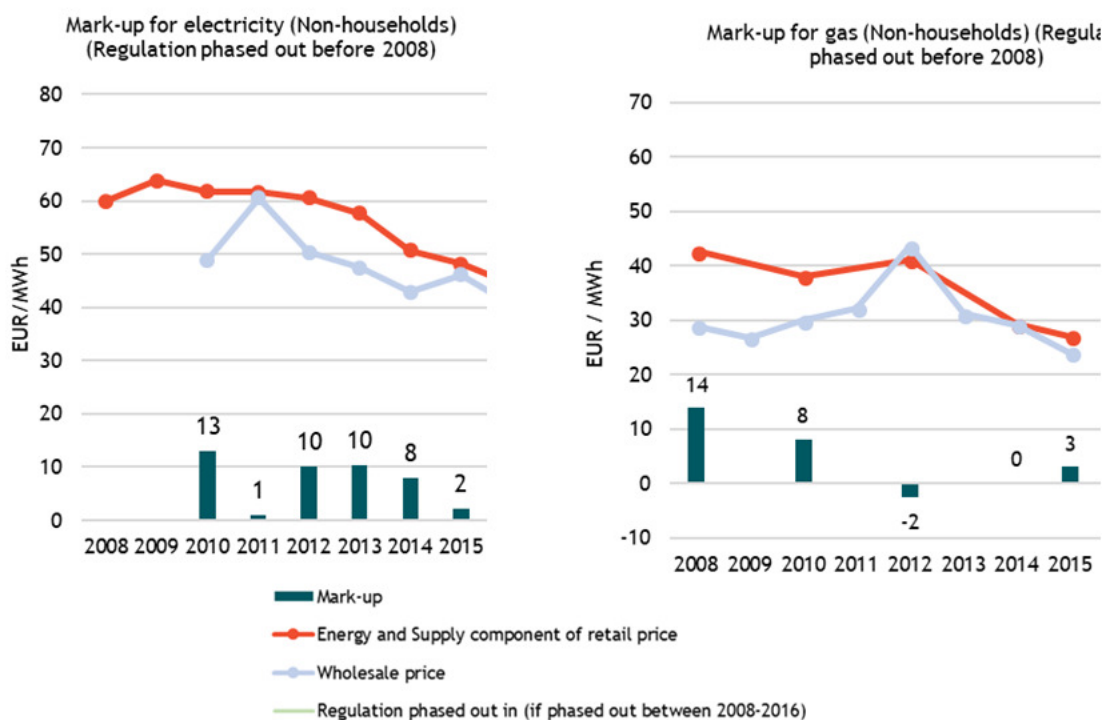 Mark-up for electricity (Non-households)
(Regulation phased out before 2008)
80
70
60
50
40
30
20
10
0
EUR/MWh
13
1
10
10
8
2
2008 2009 2010 2011 2012 2013 2014 2015
Mark-up for gas (Non-households) (Regula
phased out before 2008)
70
60
50
40
30
20
10
0
-10
EUR / MWh
14
8
-2
0
3
2008 2009 2010 2011 2012 2013 2014 2015
Mark-up
Energy and Supply component of retail price
Wholesale price
Regulation phased out in (if phased out between 2008-2016)